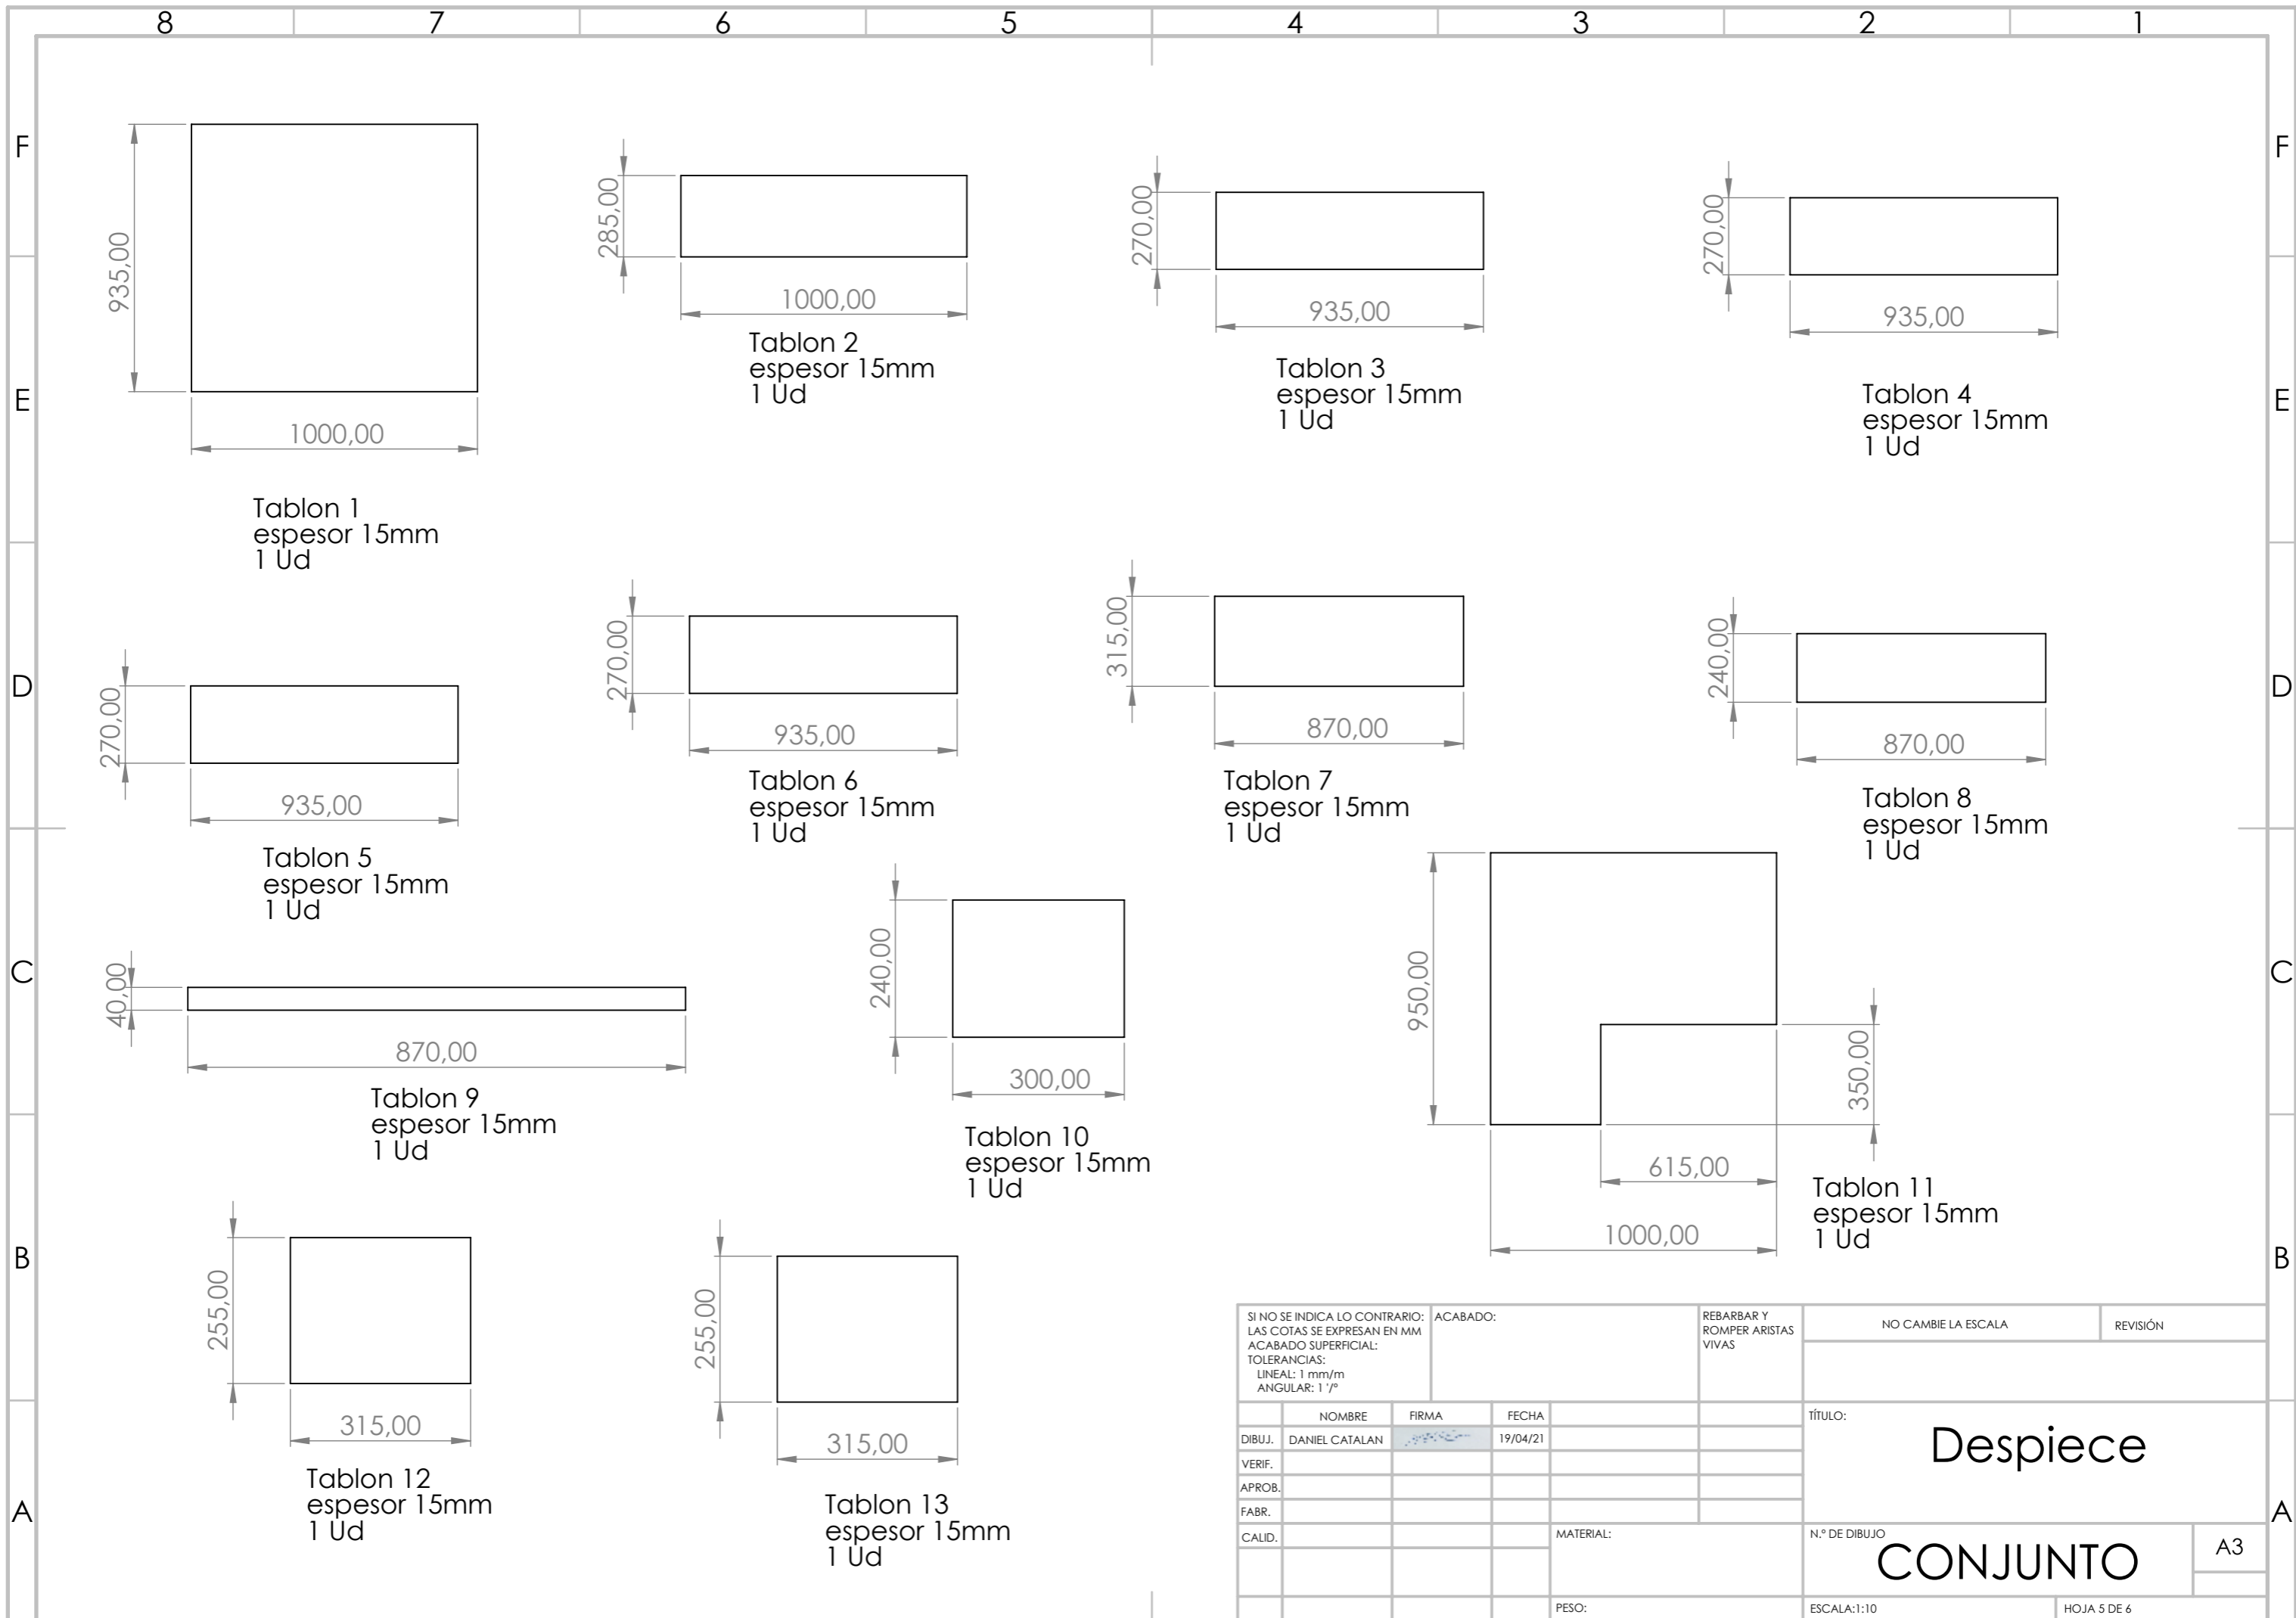 8 7 6 5 4 3 2 1
F
F
935,00
1000,00
Tablon 1
espesor 15mm
1 Ud
285,00
1000,00
Tablon 2
espesor 15mm
1 Ud
270,00
935,00
Tablon 3
espesor 15mm
1 Ud
270,00
935,00
Tablon 4
espesor 15mm
1 Ud
E
E
270,00
935,00
Tablon 5
espesor 15mm
1 Ud
270,00
935,00
Tablon 6
espesor 15mm
1 Ud
315,00
870,00
Tablon 7
espesor 15mm
1 Ud
240,00
870,00
Tablon 8
espesor 15mm
1 Ud
D
D
40,00
870,00
Tablon 9
espesor 15mm
1 Ud
240,00
300,00
Tablon 10
espesor 15mm
1 Ud
950,00
350,00
615,00
1000,00
Tablon 11
espesor 15mm
1 Ud
C
C
255,00
315,00
Tablon 12
espesor 15mm
1 Ud
255,00
315,00
Tablon 13
espesor 15mm
1 Ud
B
B
A
A
SI NO SE INDICA LO CONTRARIO:
LAS COTAS SE EXPRESAN EN MM
ACABADO SUPERFICIAL:
TOLERANCIAS:
LINEAL: 1 mm/m
ANGULAR: 1 '/º
ACABADO:
REBARBAR Y
ROMPER ARISTAS
VIVAS
NO CAMBIE LA ESCALA
REVISIÓN
NOMBRE FIRMA FECHA
DIBUJ. DANIEL CATALAN 19/04/21
VERIF.
APROB.
FABR.
CALID.
TÍTULO:
Despiece
MATERIAL:
N.º DE DIBUJO
CONJUNTO
A3
PESO:
ESCALA:1:10
HOJA 5 DE 6